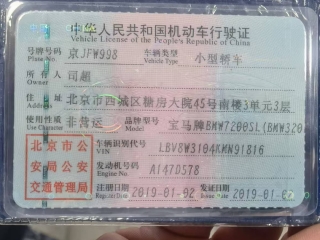 中华人民共和国机动车行驶证
Vehicle License of the People's Republic of China
号牌号码 京JFW998 车辆类型 小型轿车
Plate No. Vehicle Type
所有人 司超
Owner
住址 北京市西城区糖房大院45号南楼3单元3层
使用性质 非营运 品牌型号 宝马牌BMW7200SL(BMW320
Use Character Model
北京市公安局公安交通管理局
车辆识别代号 LBV8W3104KMN91816
VIN
发动机号码 A147D578
Engine No.
注册日期 2019-01-02 发证日期 2019-01-0
Register Date Issue Date